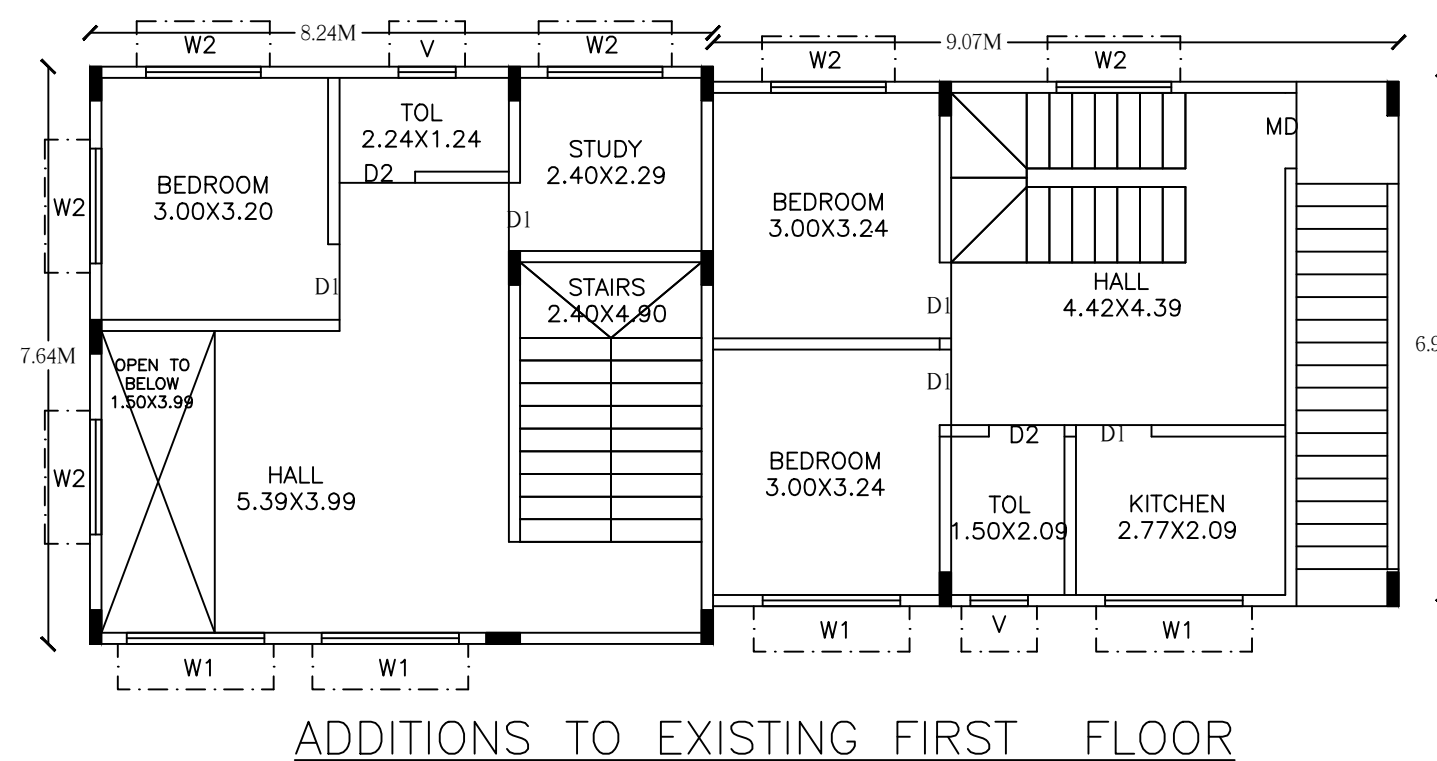 8.24M
9.07M
W2
V
W2
W2
W2
TOL
2.24X1.24
D2
STUDY
2.40X2.29
MD
BEDROOM
3.00X3.20
W2
D1
BEDROOM
3.00X3.24
D1
STAIRS
2.40X4.90
HALL
4.42X4.39
D1
7.64M
OPEN TO
BELOW
1.50X3.99
D1
W2
HALL
5.39X3.99
BEDROOM
3.00X3.24
D2
D1
TOL
1.50X2.09
KITCHEN
2.77X2.09
W1
W1
W1
V
W1
ADDITIONS TO EXISTING FIRST FLOOR